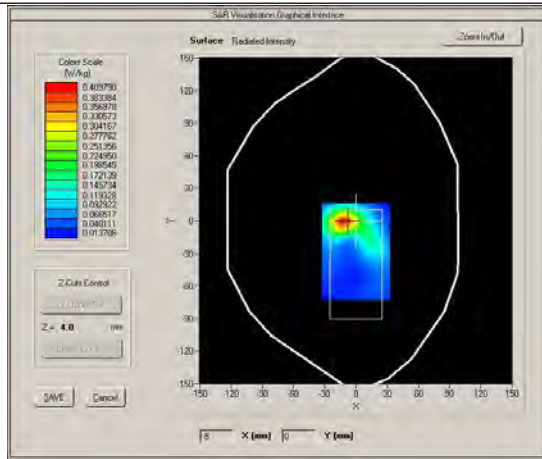 SAR Visualisation Graphical Interface
Surface Radiated Intensity
Zoom In/Out
Colors Scale
(W/kg)
0.409790
0.383384
0.356978
0.330573
0.304167
0.277762
0.251356
0.224950
0.198545
0.172139
0.145734
0.119328
0.092922
0.066517
0.040111
0.013706
150
120
90
60
30
0
-30
-60
-90
-120
-150
Y
-150 -120 -90 -60 -30 0 30 60 90 120 150
X
Z-Cuts Control
Z = 4.0 mm
SAVE Cancel
-8 X (mm) 0 Y (mm)